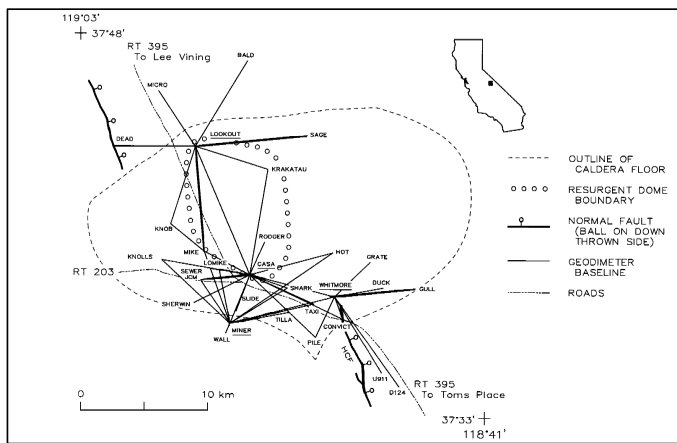 119°03'
37°48'
RT 395
To Lee Vining
BALD
MICRO
DEAD
LOOKOUT
SAGE
KRAKATAU
KNOB
RODGER
MIKE
HOT
KNOLLS
LOMIKE
CASA
GRATE
RT 203
SEWER
JCM
SHARK
WHITMORE
DUCK
GULL
SHERWIN
SLIDE
TAXI
TILLA
CONVICT
MINER
WALL
PILE
HCF
U911
D124
RT 395
To Toms Place
0
10 km
37°33'
118°41'
OUTLINE OF
CALDERA FLOOR
RESURGENT DOME
BOUNDARY
NORMAL FAULT
(BALL ON DOWN
THROWN SIDE)
GEODIMETER
BASELINE
ROADS